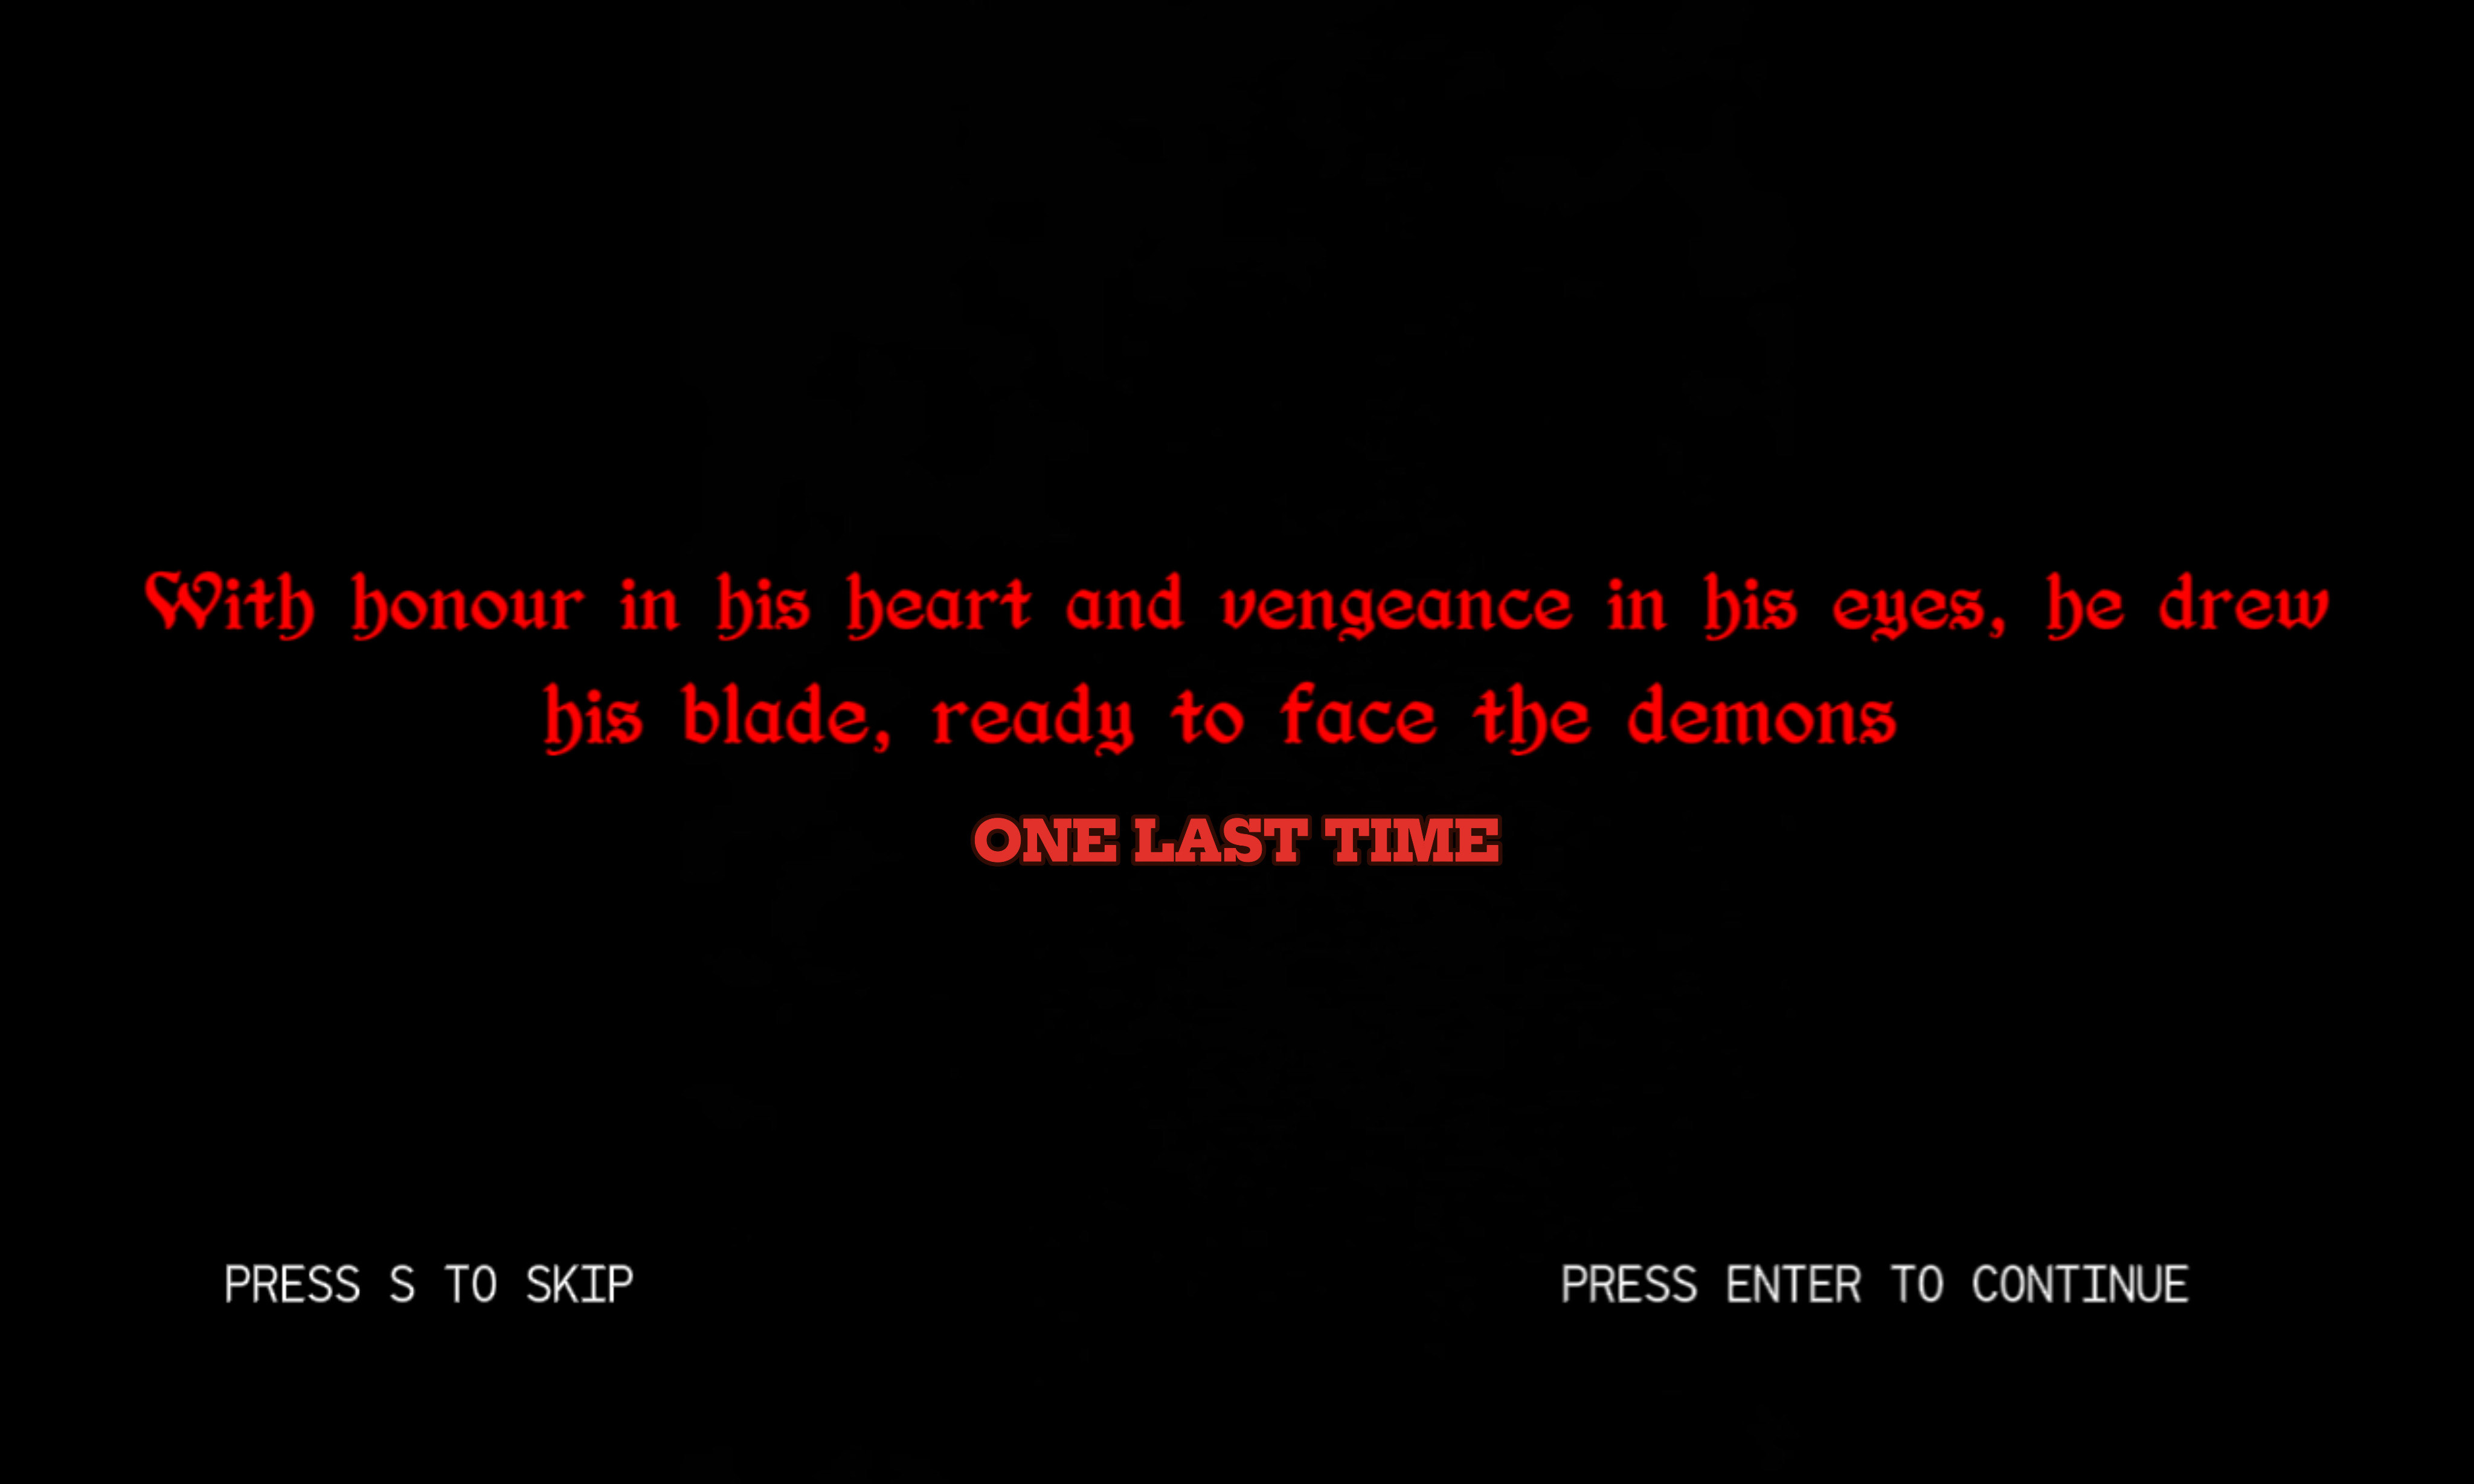 With honour in his heart and vengeance in his eyes, he drew
his blade, ready to face the demons
ONE LAST TIME
PRESS S TO SKIP
PRESS ENTER TO CONTINUE